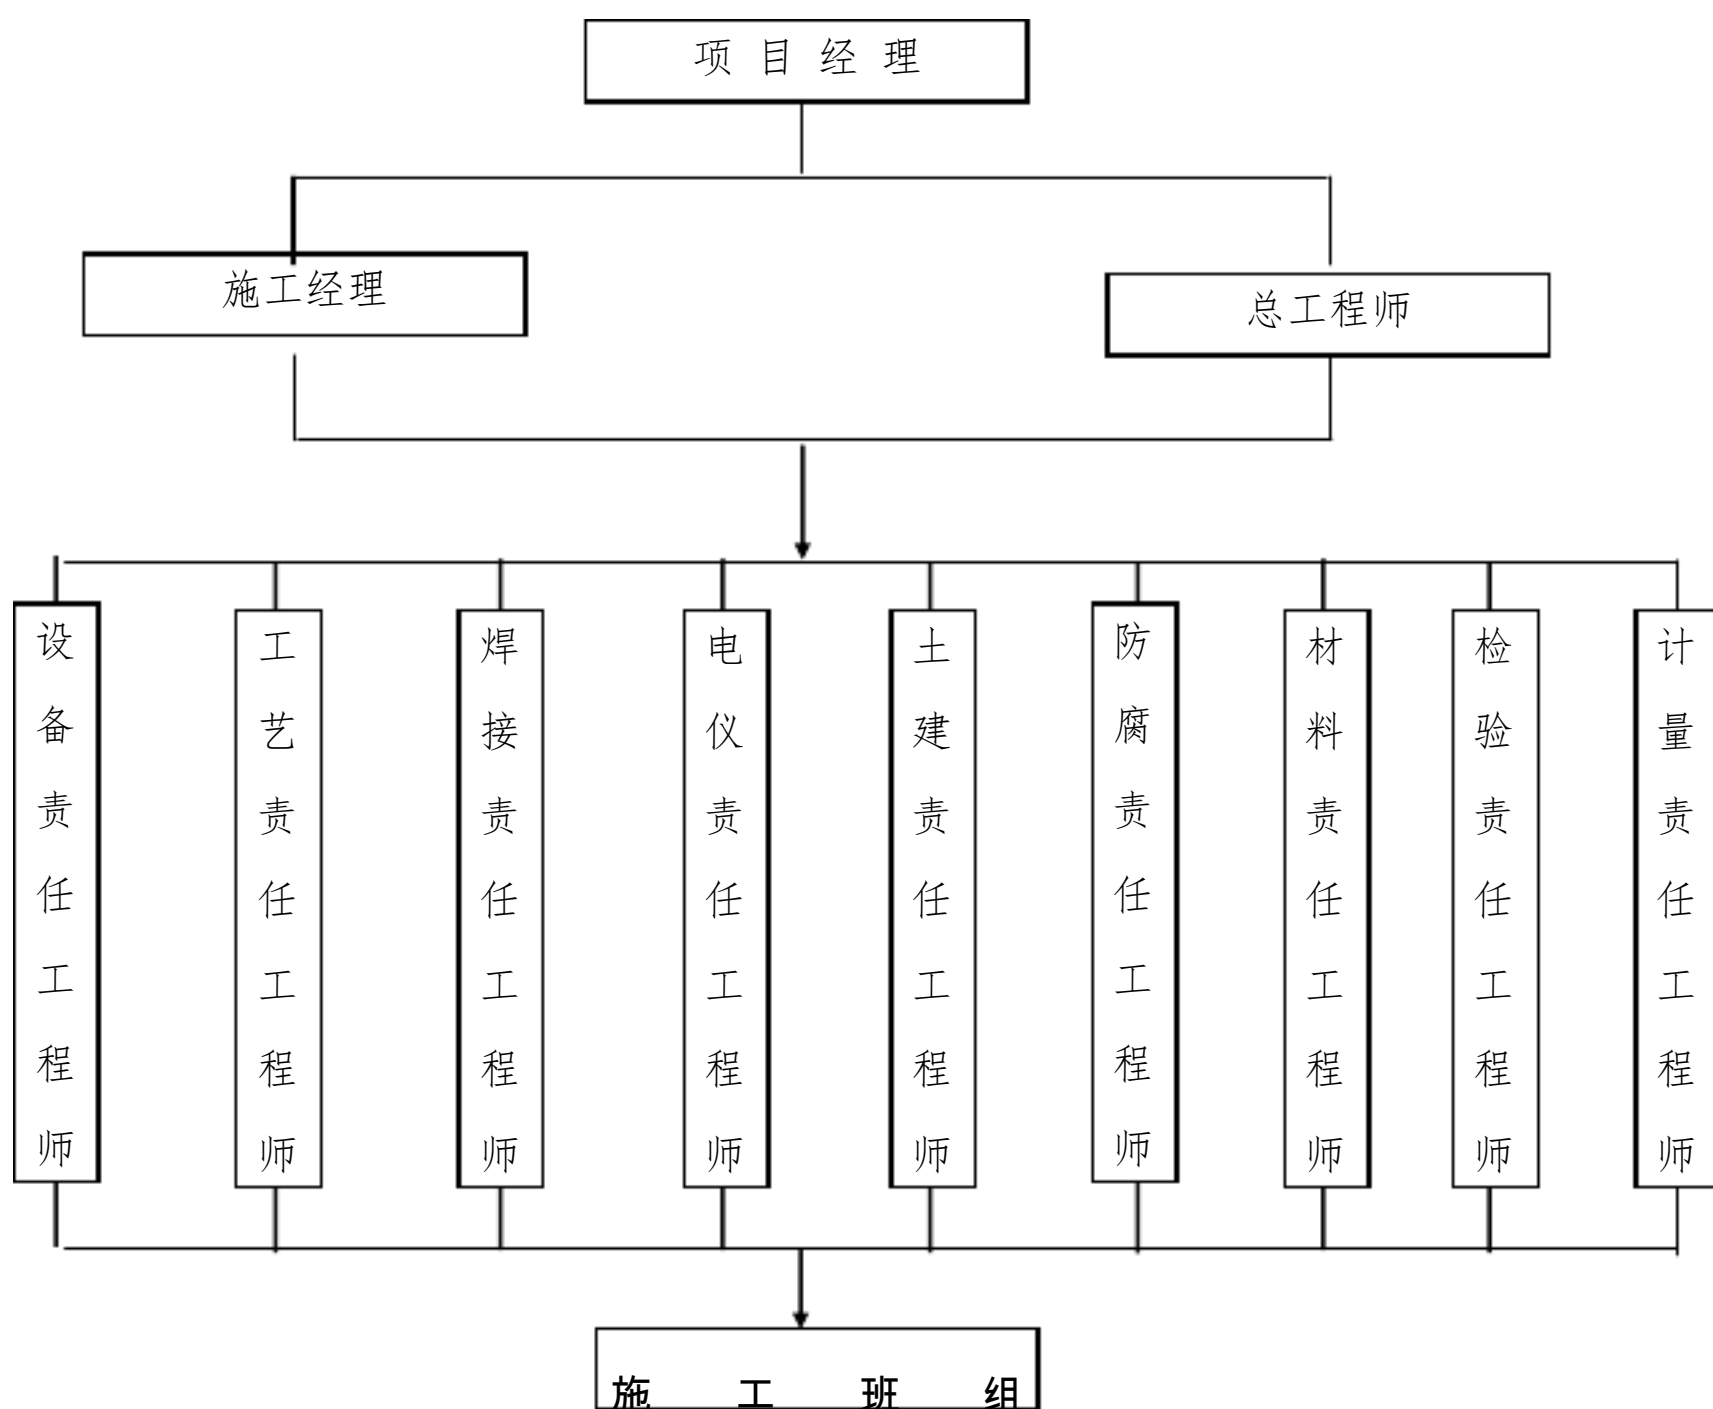 项 目 经 理
施工经理
总工程师
设备责任工程师
工艺责任工程师
焊接责任工程师
电仪责任工程师
土建责任工程师
防腐责任工程师
材料责任工程师
检验责任工程师
计量责任工程师
施 工 班 组